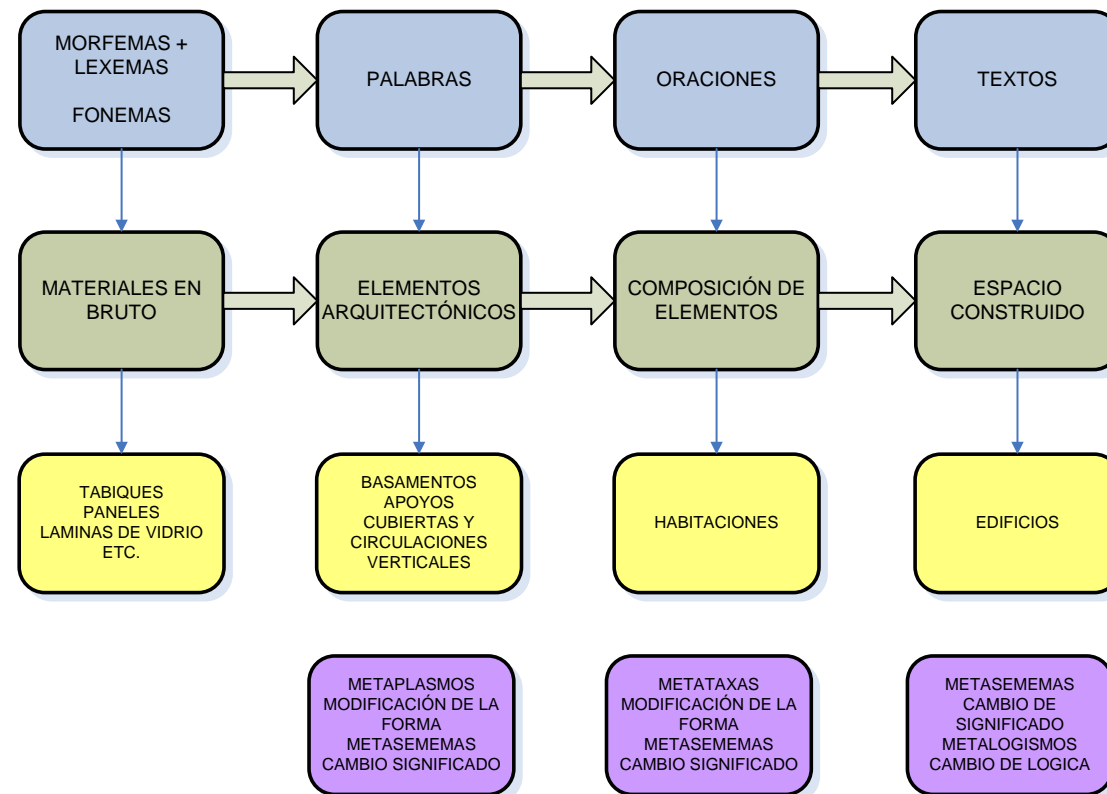 MORFEMAS +
LEXEMAS
FONEMAS
PALABRAS
ORACIONES
TEXTOS
MATERIALES EN
BRUTO
ELEMENTOS
ARQUITECTÓNICOS
COMPOSICIÓN DE
ELEMENTOS
ESPACIO
CONSTRUIDO
TABIQUES
PANELES
LAMINAS DE VIDRIO
ETC.
BASAMENTOS
APOYOS
CUBIERTAS Y
CIRCULACIONES
VERTICALES
HABITACIONES
EDIFICIOS
METAPLASMOS
MODIFICACIÓN DE LA
FORMA
METASEMEMAS
CAMBIO SIGNIFICADO
METATAXAS
MODIFICACIÓN DE LA
FORMA
METASEMEMAS
CAMBIO SIGNIFICADO
METASEMEMAS
CAMBIO DE
SIGNIFICADO
METALOGISMOS
CAMBIO DE LOGICA